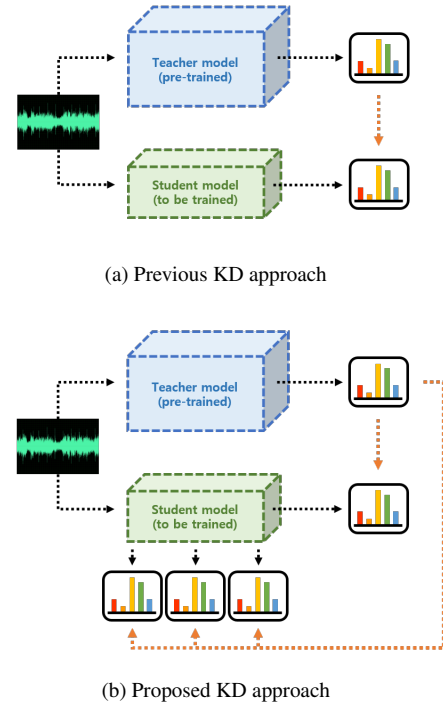 Teacher model
(pre-trained)
Student model
(to be trained)
(a) Previous KD approach
Teacher model
(pre-trained)
Student model
(to be trained)
(b) Proposed KD approach